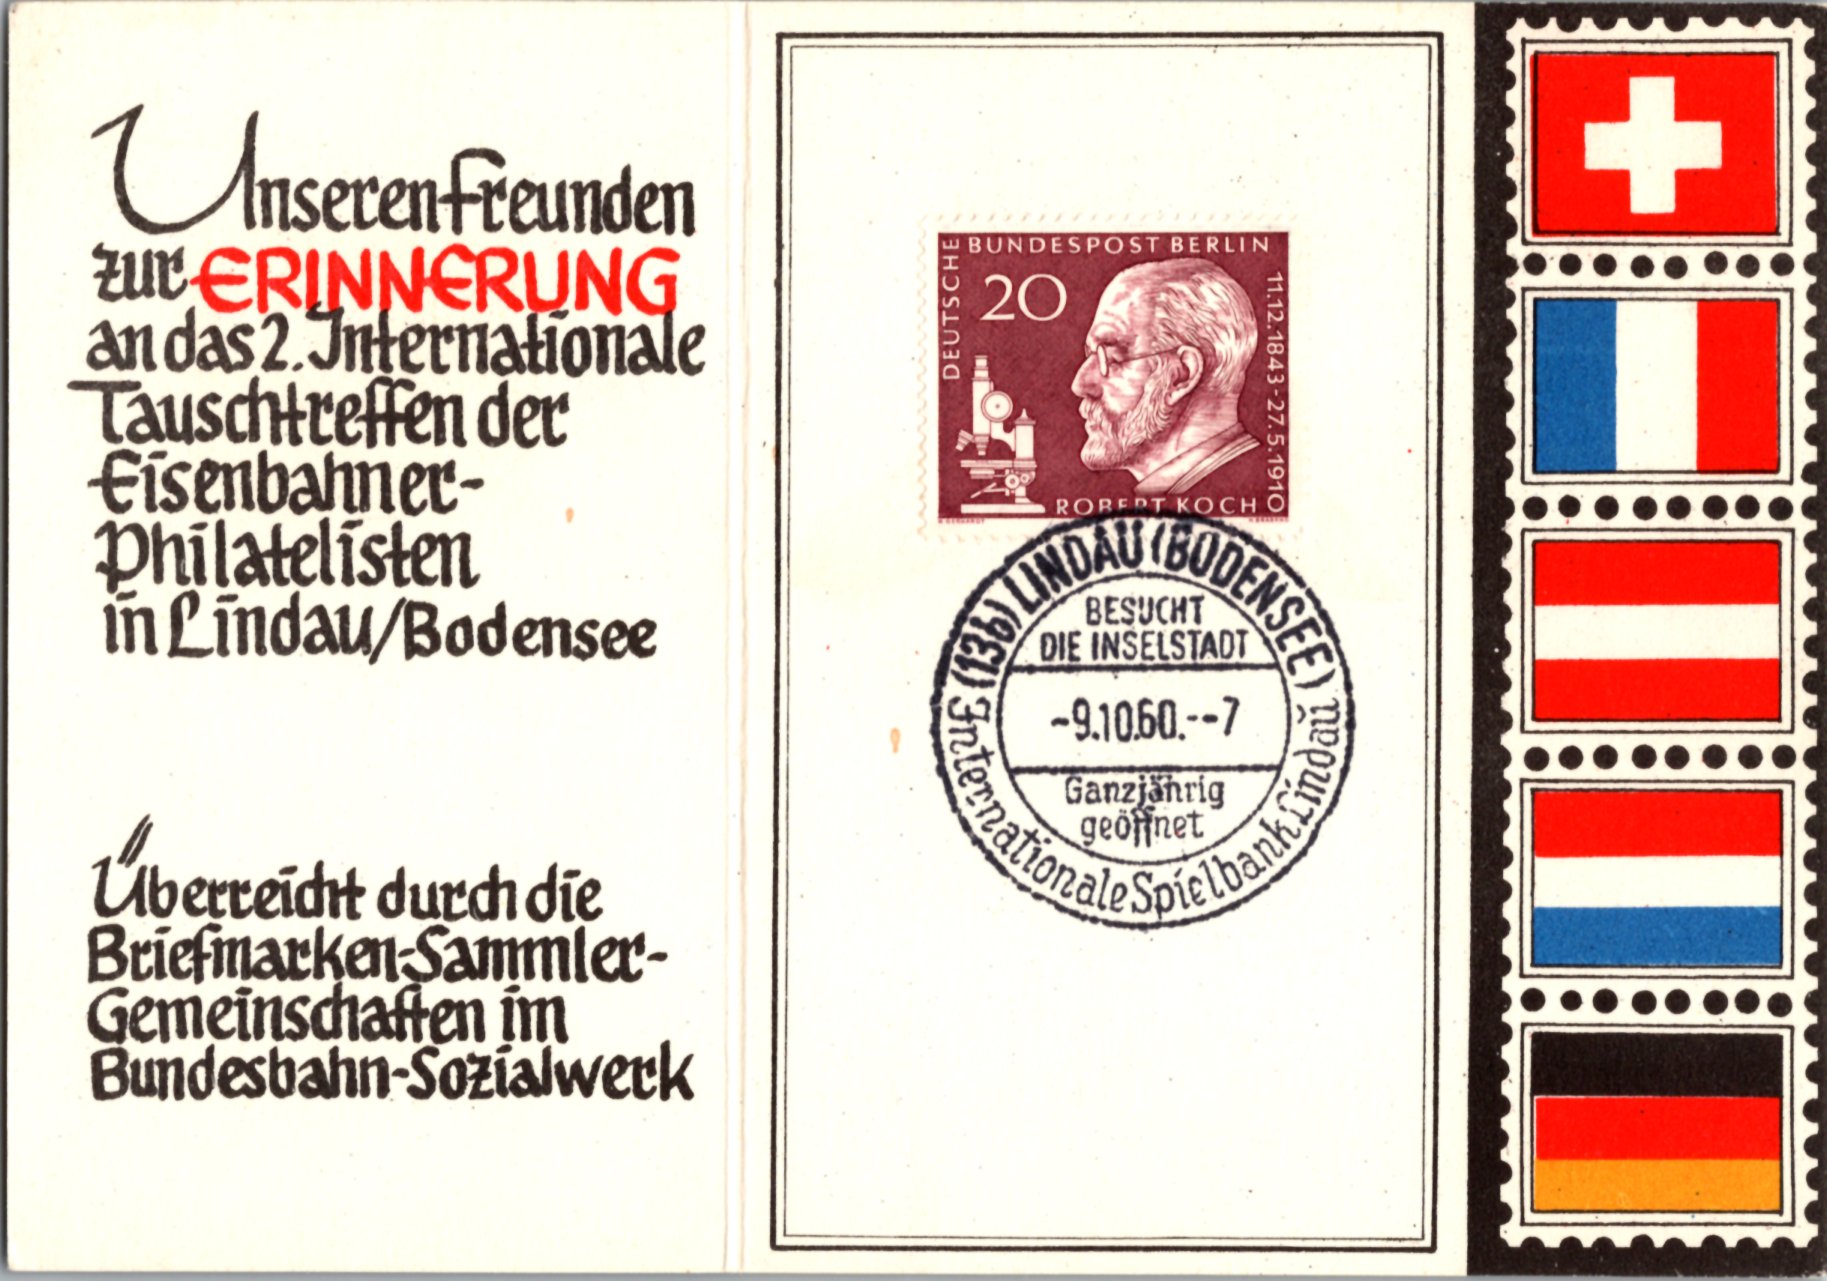 Unseren Freunden
zur ERINNERUNG
an das 2. Internationale
Tauschtreffen der
Eisenbahner-
Philatelisten
in Lindau/Bodensee
Überreicht durch die
Briefmarken-Sammler-
Gemeinschaften im
Bundesbahn-Sozialwerk
DEUTSCHE BUNDESPOST BERLIN
20
11.12.1843-27.5.1910
ROBERT KOCH
(13b) LINDAU (BODENSEE)
BESUCHT
DIE INSELSTADT
-9.10.60.--7
Ganzjährig
geöffnet
Internationale Spielbank Lindau